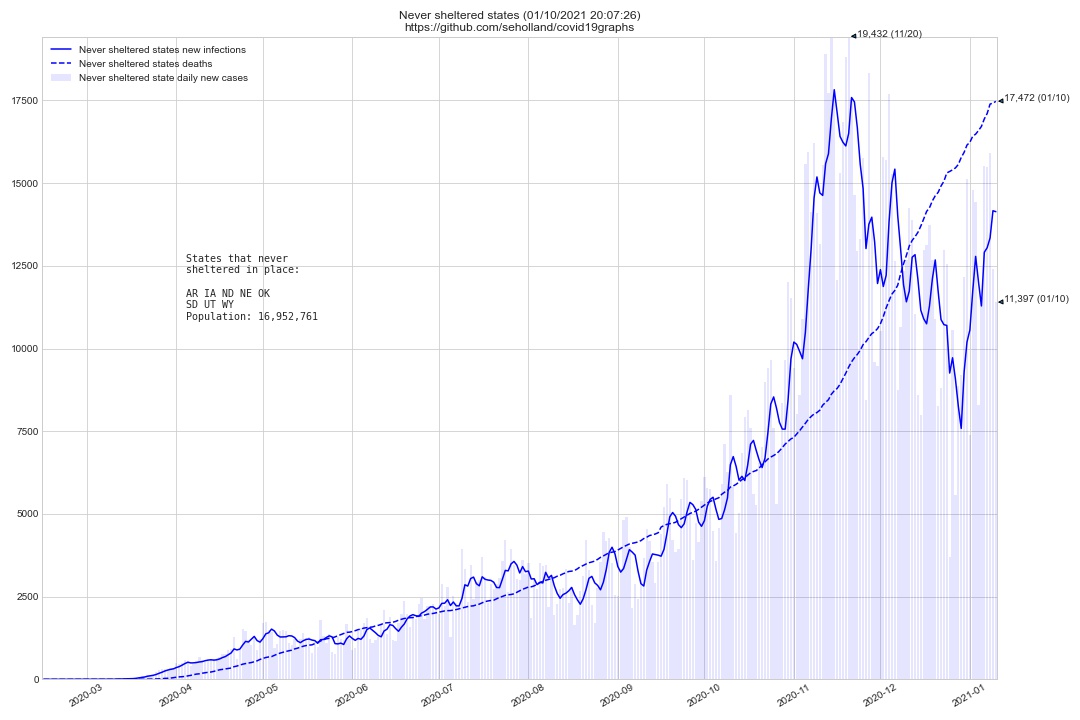 Never sheltered states (01/10/2021 20:07:26)
https://github.com/seholland/covid19graphs
Never sheltered states new infections
Never sheltered states deaths
Never sheltered state daily new cases
19,432 (11/20)
17,472 (01/10)
11,397 (01/10)
States that never
sheltered in place:
AR IA ND NE OK
SD UT WY
Population: 16,952,761
17500
15000
12500
10000
7500
5000
2500
0
2020-03
2020-04
2020-05
2020-06
2020-07
2020-08
2020-09
2020-10
2020-11
2020-12
2021-01